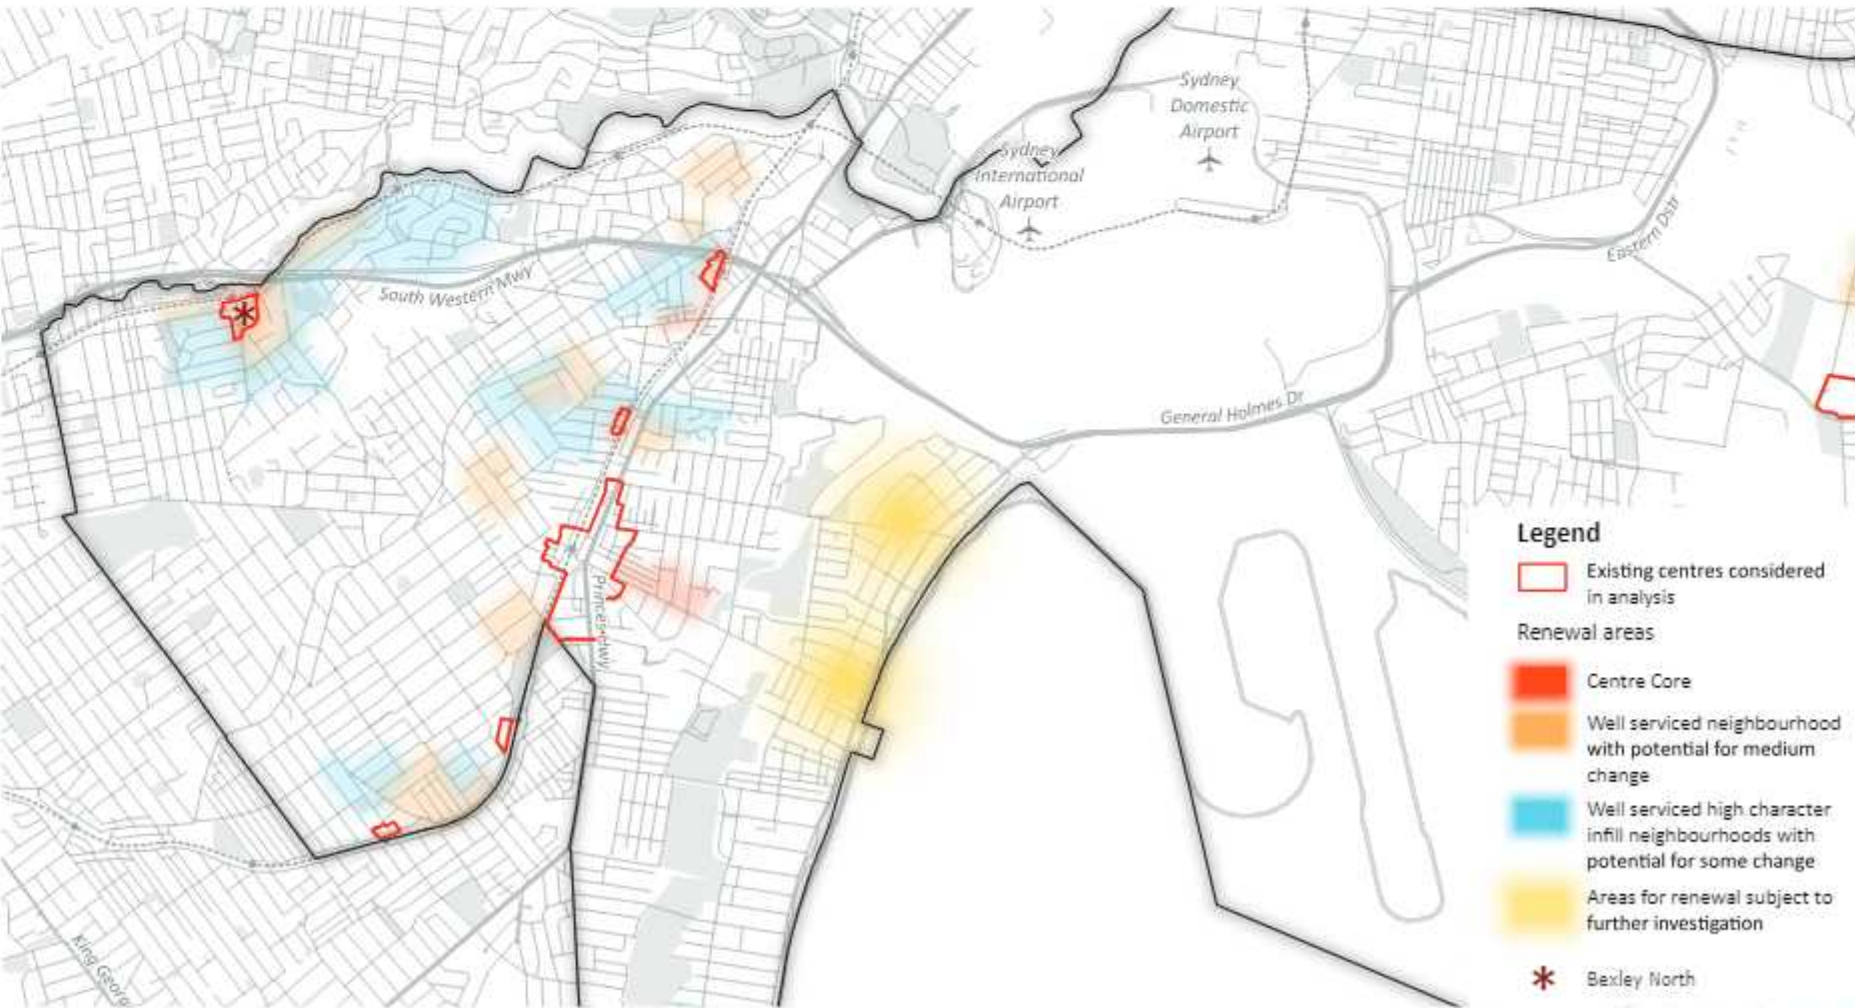 Sydney
Domestic
Airport
Sydney
International
Airport
South Western Mwy
Eastern Dstr
General Holmes Dr
Princes Hwy
King Georg
Legend
Existing centres considered
in analysis
Renewal areas
Centre Core
Well serviced neighbourhood
with potential for medium
change
Well serviced high character
infill neighbourhoods with
potential for some change
Areas for renewal subject to
further investigation
Bexley North